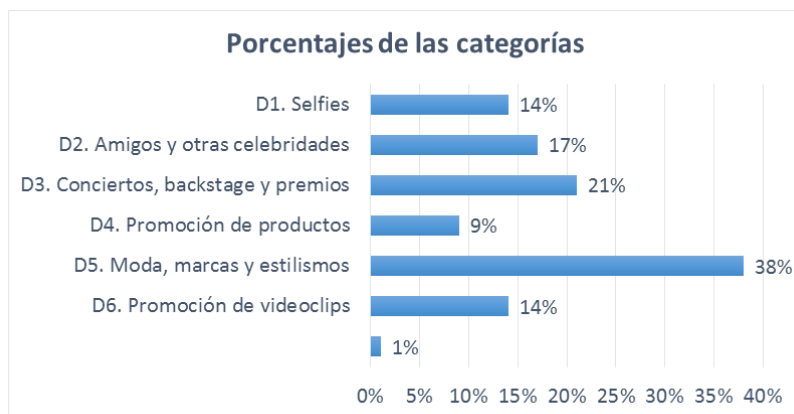 Porcentajes de las categorías
D1. Selfies 14%
D2. Amigos y otras celebridades 17%
D3. Conciertos, backstage y premios 21%
D4. Promoción de productos 9%
D5. Moda, marcas y estilismos 38%
D6. Promoción de videoclips 14%
1%
0% 5% 10% 15% 20% 25% 30% 35% 40%